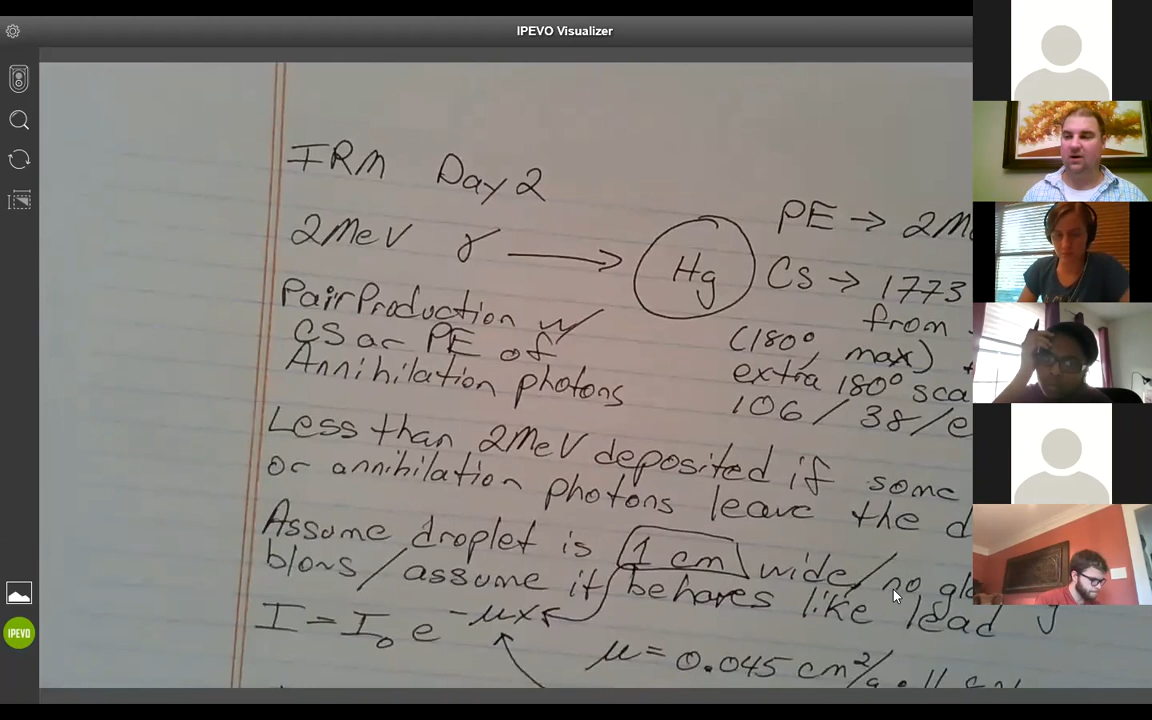 IPEVO Visualizer
IRM Day 2
2MeV γ → Hg
PE → 2M
CS → 1773
from
(180° max)
extra 180° sca
106 / 38 / e
Pair Production w/
CS or PE of
Annihilation photons
Less than 2MeV deposited if some
or annihilation photons leave the d
Assume droplet is 1 cm wide/no gl
blons/assume it behaves like lead
I = I₀ e^-μx
μ = 0.045 cm²/g
IPEVO